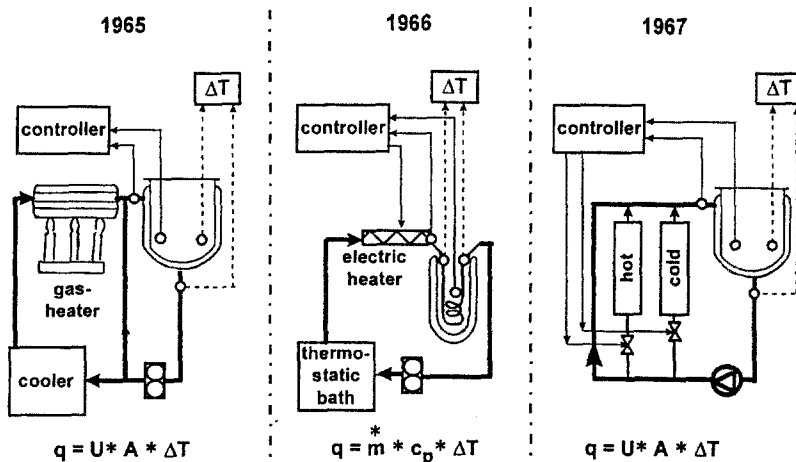 1965
ΔT
controller
gas-
heater
cooler
q = U* A * ΔT
1966
ΔT
controller
electric
heater
thermo-
static
bath
*
q = m * cp * ΔT
1967
ΔT
controller
hot
cold
q = U* A * ΔT